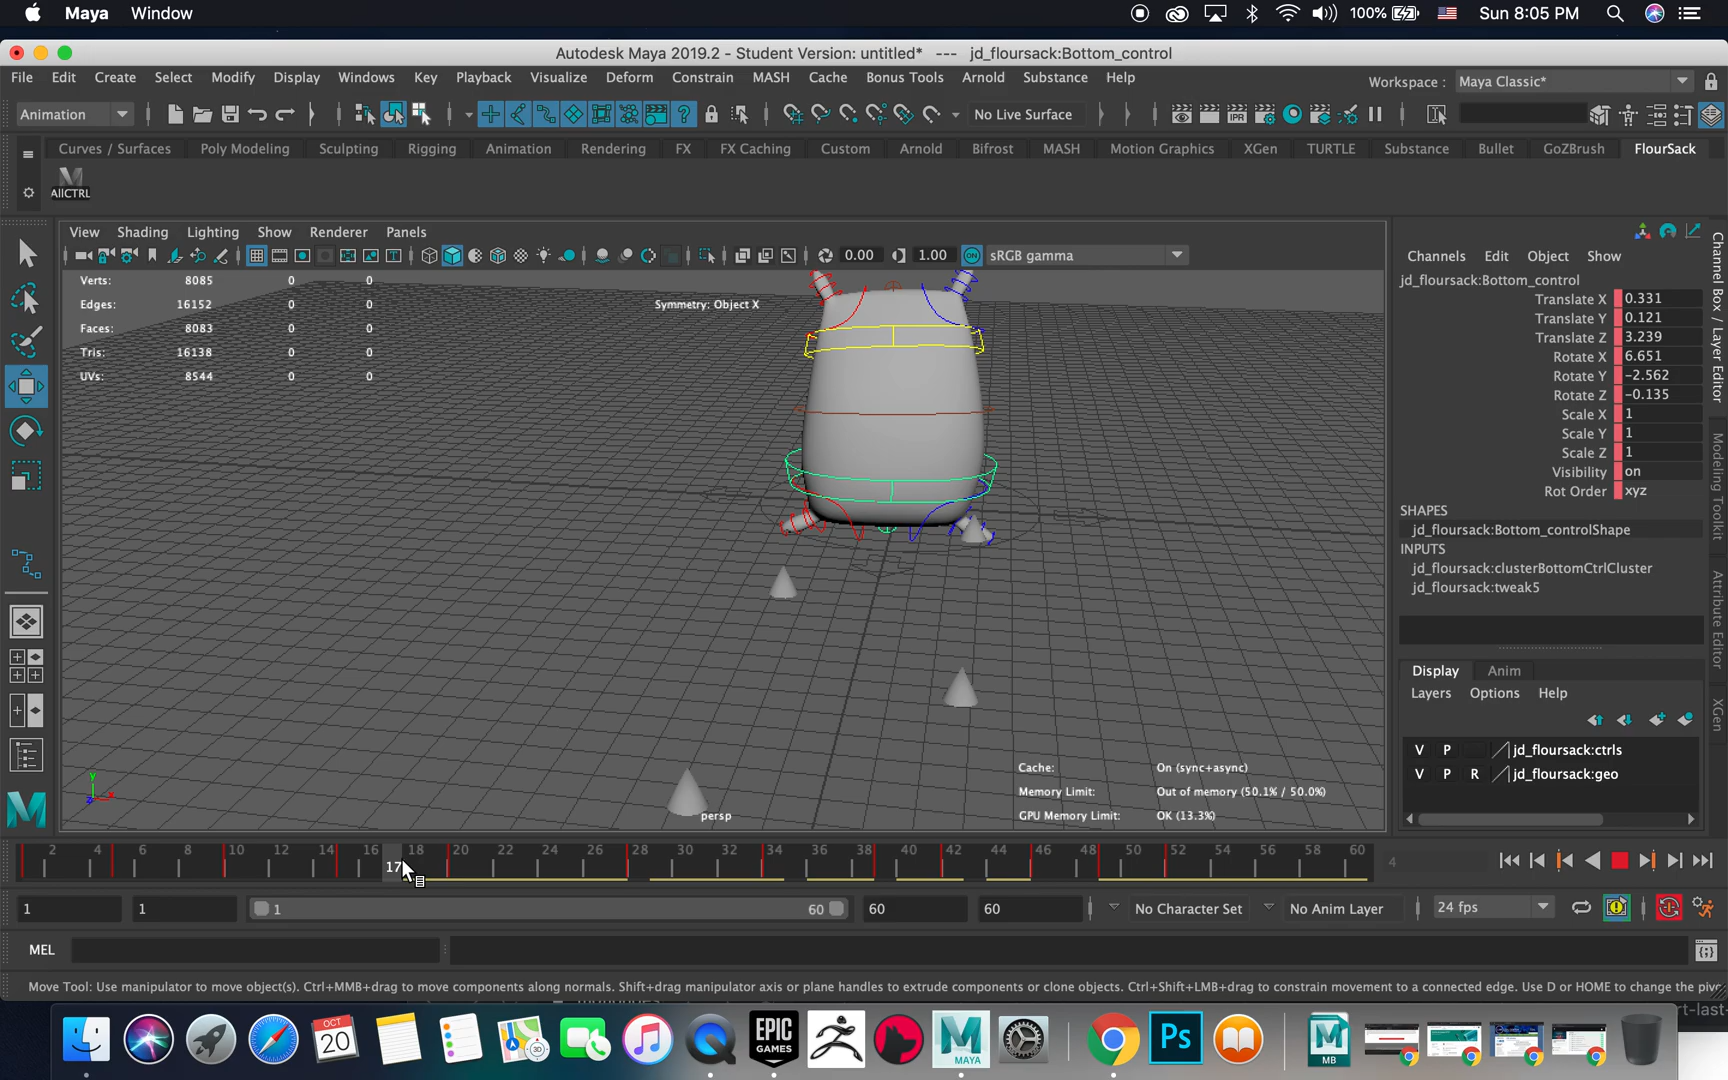 Maya Window 100% Sun 8:05 PM
Autodesk Maya 2019.2 - Student Version: untitled* --- jd_floursack:Bottom_control
File Edit Create Select Modify Display Windows Key Playback Visualize Deform Constrain MASH Cache Bonus Tools Arnold Substance Help Workspace : Maya Classic*
Animation No Live Surface
Curves / Surfaces Poly Modeling Sculpting Rigging Animation Rendering FX FX Caching Custom Arnold Bifrost MASH Motion Graphics XGen TURTLE Substance Bullet GoZBrush FlourSack
AllCTRL
View Shading Lighting Show Renderer Panels
0.00 1.00 ON sRGB gamma
Verts: 8085 0 0
Edges: 16152 0 0
Faces: 8083 0 0
Tris: 16138 0 0
UVs: 8544 0 0
Symmetry: Object X
Cache: On (sync+async)
Memory Limit: Out of memory (50.1% / 50.0%)
GPU Memory Limit: OK (13.3%)
persp
Channels Edit Object Show
jd_floursack:Bottom_control
Translate X 0.331
Translate Y 0.121
Translate Z 3.239
Rotate X 6.651
Rotate Y -2.562
Rotate Z -0.135
Scale X 1
Scale Y 1
Scale Z 1
Visibility on
Rot Order xyz
SHAPES
jd_floursack:Bottom_controlShape
INPUTS
jd_floursack:clusterBottomCtrlCluster
jd_floursack:tweak5
Display Anim
Layers Options Help
V P jd_floursack:ctrls
V P R jd_floursack:geo
Channel Box / Layer Editor
Modeling Toolkit
Attribute Editor
XGen
2 4 6 8 10 12 14 16 18 20 22 24 26 28 30 32 34 36 38 40 42 44 46 48 50 52 54 56 58 60
17
4
1 1 1 60 60 60 No Character Set No Anim Layer 24 fps
MEL
Move Tool: Use manipulator to move object(s). Ctrl+MMB+drag to move components along normals. Shift+drag manipulator axis or plane handles to extrude components or clone objects. Ctrl+Shift+LMB+drag to constrain movement to a connected edge. Use D or HOME to change the piv
rt-last-
OCT
20
3D
EPIC
GAMES
MAYA
Ps
MB